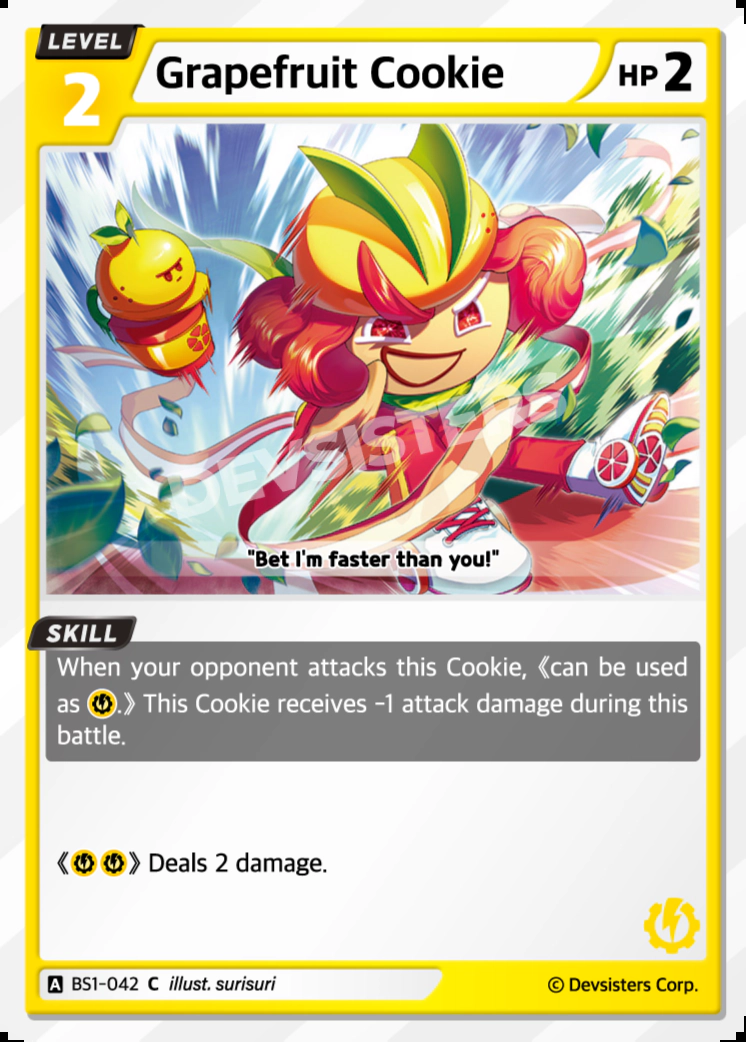 LEVEL
2
Grapefruit Cookie
HP 2
DEVSISTERS
"Bet I'm faster than you!"
SKILL
When your opponent attacks this Cookie, 《can be used
as .》 This Cookie receives -1 attack damage during this
battle.
《》 Deals 2 damage.
A BS1-042 C illust. surisuri
© Devsisters Corp.